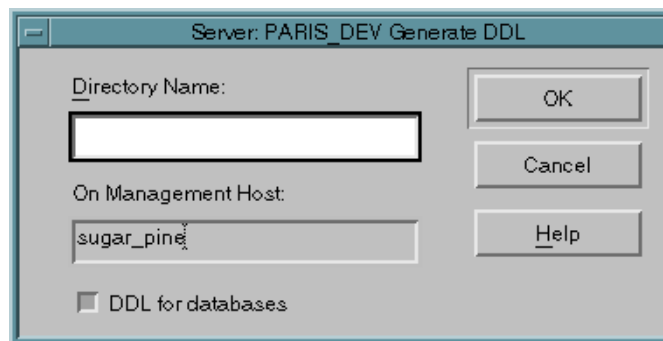 Server: PARIS_DEV Generate DDL
Directory Name:
OK
Cancel
On Management Host:
sugar_pine
Help
DDL for databases